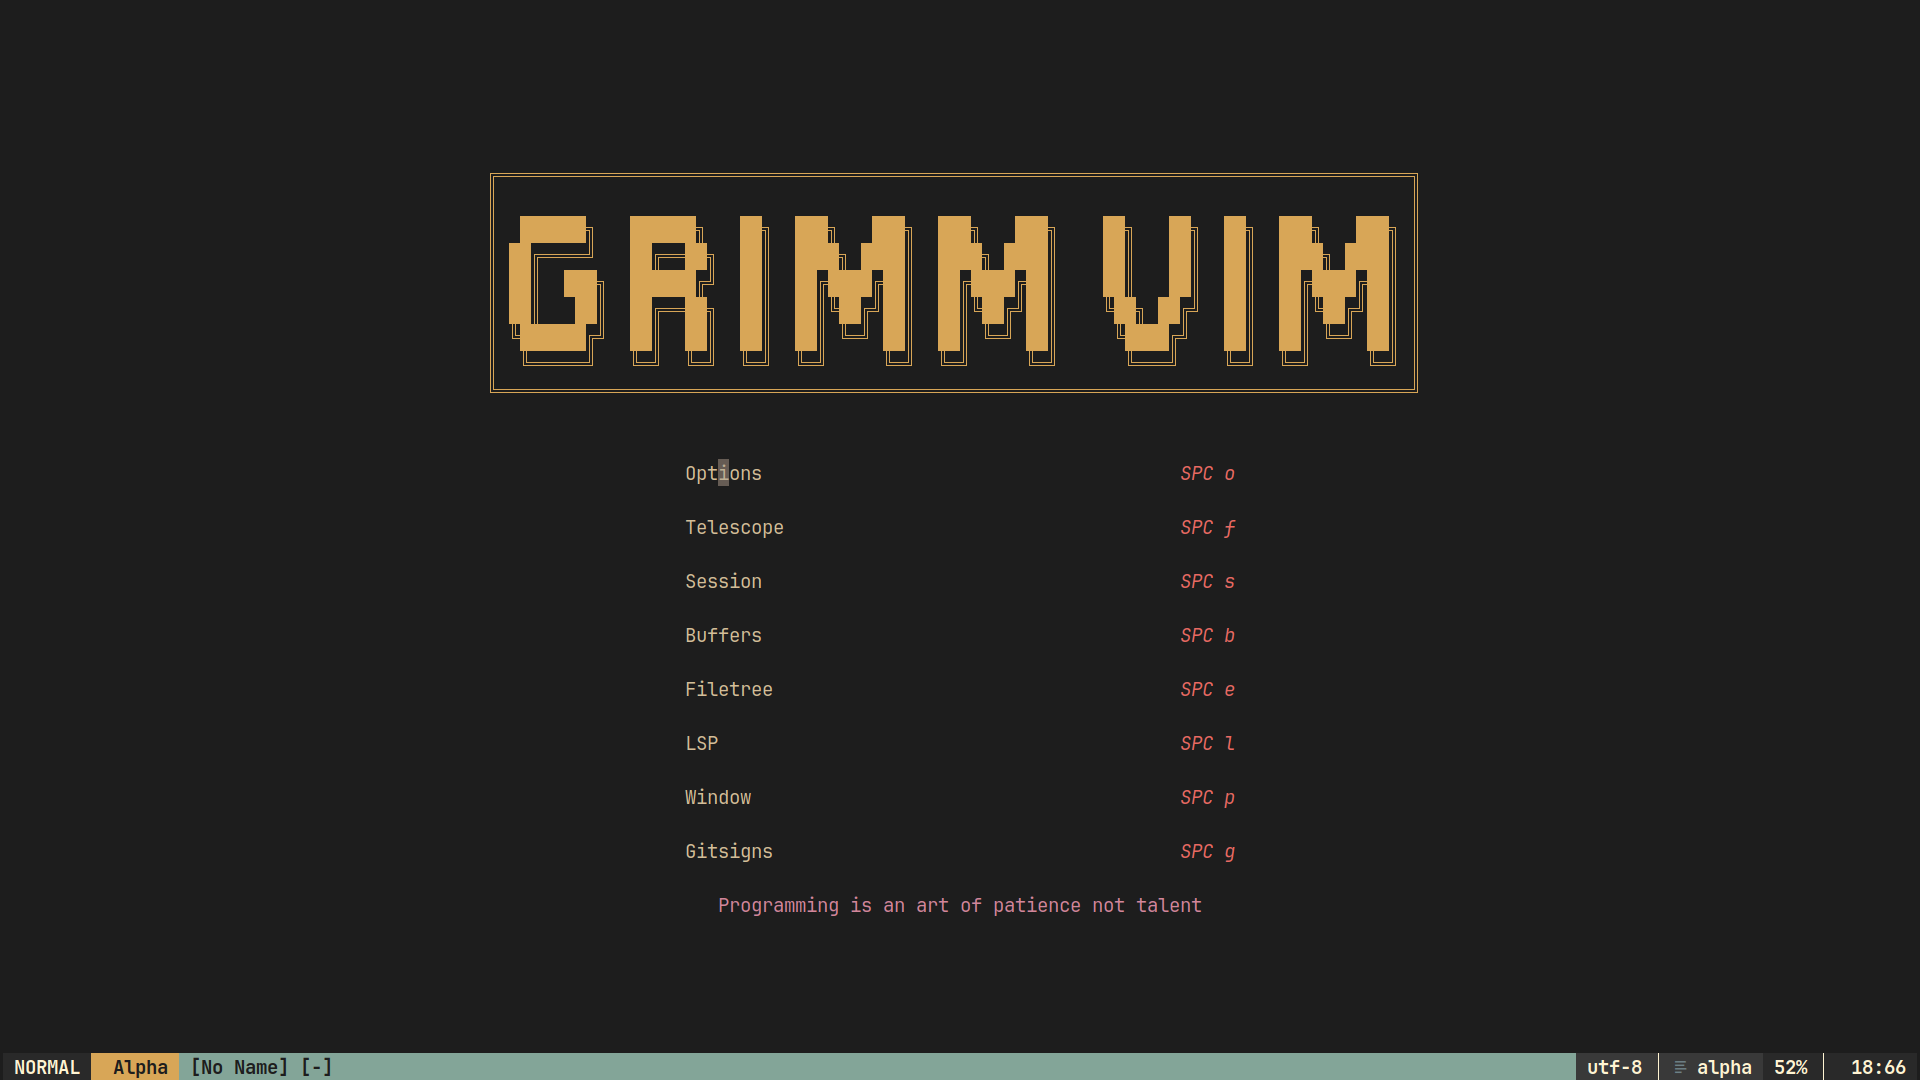 GRIMM VIM
Options SPC o
Telescope SPC f
Session SPC s
Buffers SPC b
Filetree SPC e
LSP SPC l
Window SPC p
Gitsigns SPC g
Programming is an art of patience not talent
NORMAL Alpha [No Name] [-] utf-8 alpha 52% 18:66